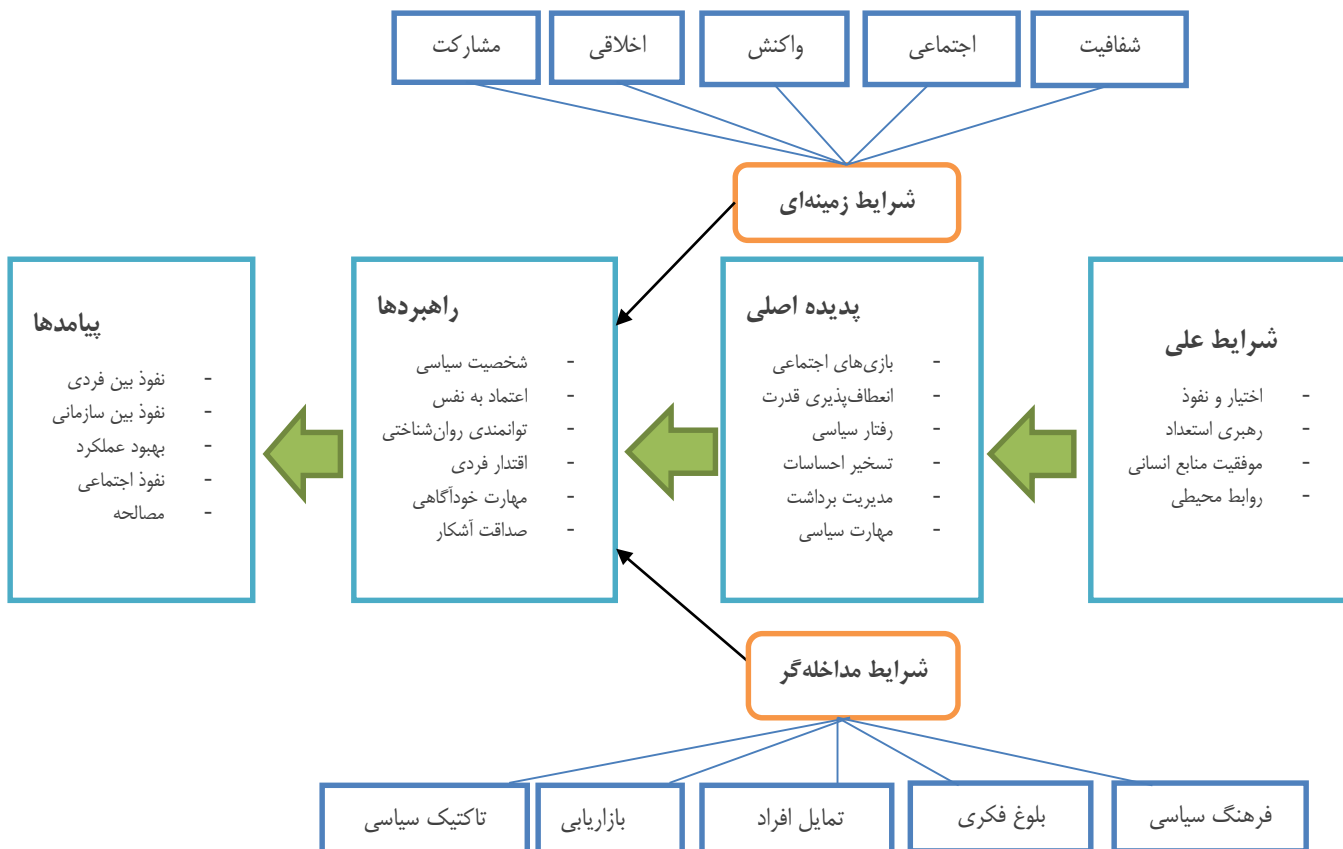 شفافیت
اجتماعی
واکنش
اخلاقی
مشارکت
شرایط زمینه‌ای
شرایط علی
- اختیار و نفوذ
- رهبری استعداد
- موفقیت منابع انسانی
- روابط محیطی
پدیده اصلی
- بازی‌های اجتماعی
- انعطاف‌پذیری قدرت
- رفتار سیاسی
- تسخیر احساسات
- مدیریت برداشت
- مهارت سیاسی
راهبردها
- شخصیت سیاسی
- اعتماد به نفس
- توانمندی روان‌شناختی
- اقتدار فردی
- مهارت خودآگاهی
- صداقت آشکار
پیامدها
- نفوذ بین فردی
- نفوذ بین سازمانی
- بهبود عملکرد
- نفوذ اجتماعی
- مصالحه
شرایط مداخله‌گر
فرهنگ سیاسی
بلوغ فکری
تمایل افراد
بازاریابی
تاکتیک سیاسی